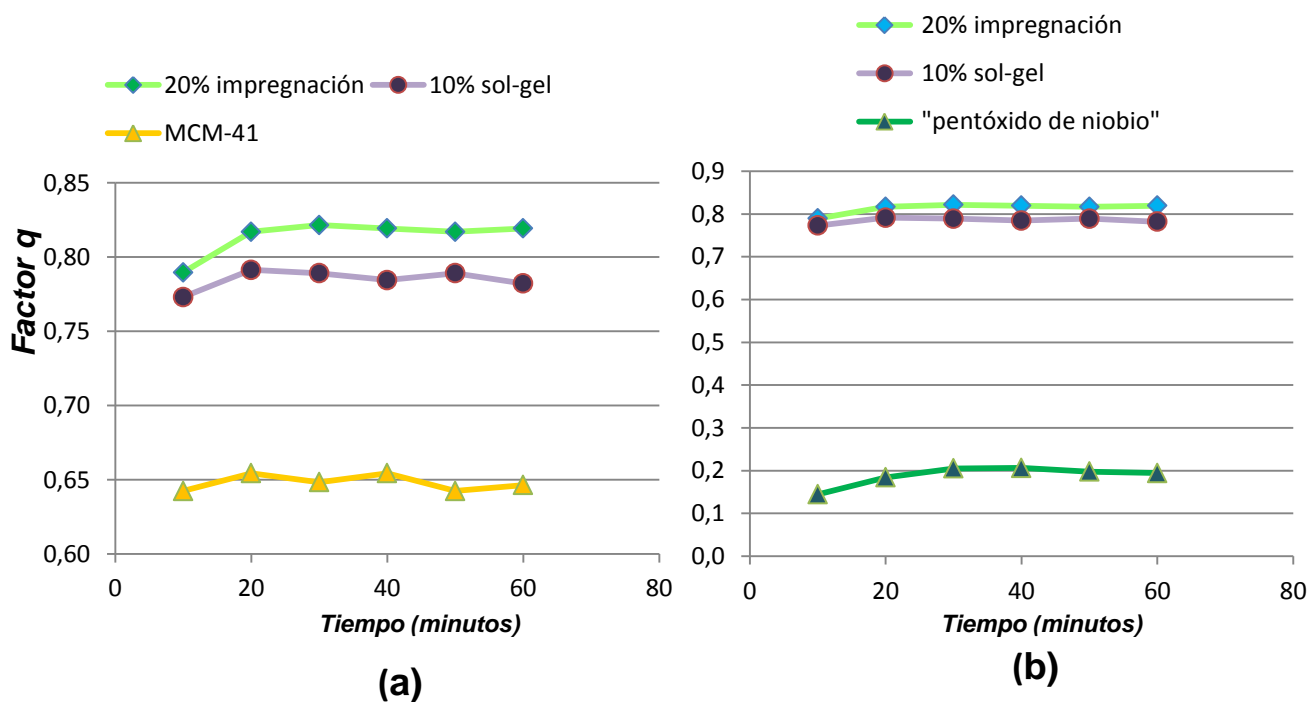 20% impregnación
10% sol-gel
MCM-41
Factor q
0,85
0,80
0,75
0,70
0,65
0,60
0
20
40
60
80
Tiempo (minutos)
(a)
20% impregnación
10% sol-gel
"pentóxido de niobio"
0,9
0,8
0,7
0,6
0,5
0,4
0,3
0,2
0,1
0,0
0
20
40
60
80
Tiempo (minutos)
(b)